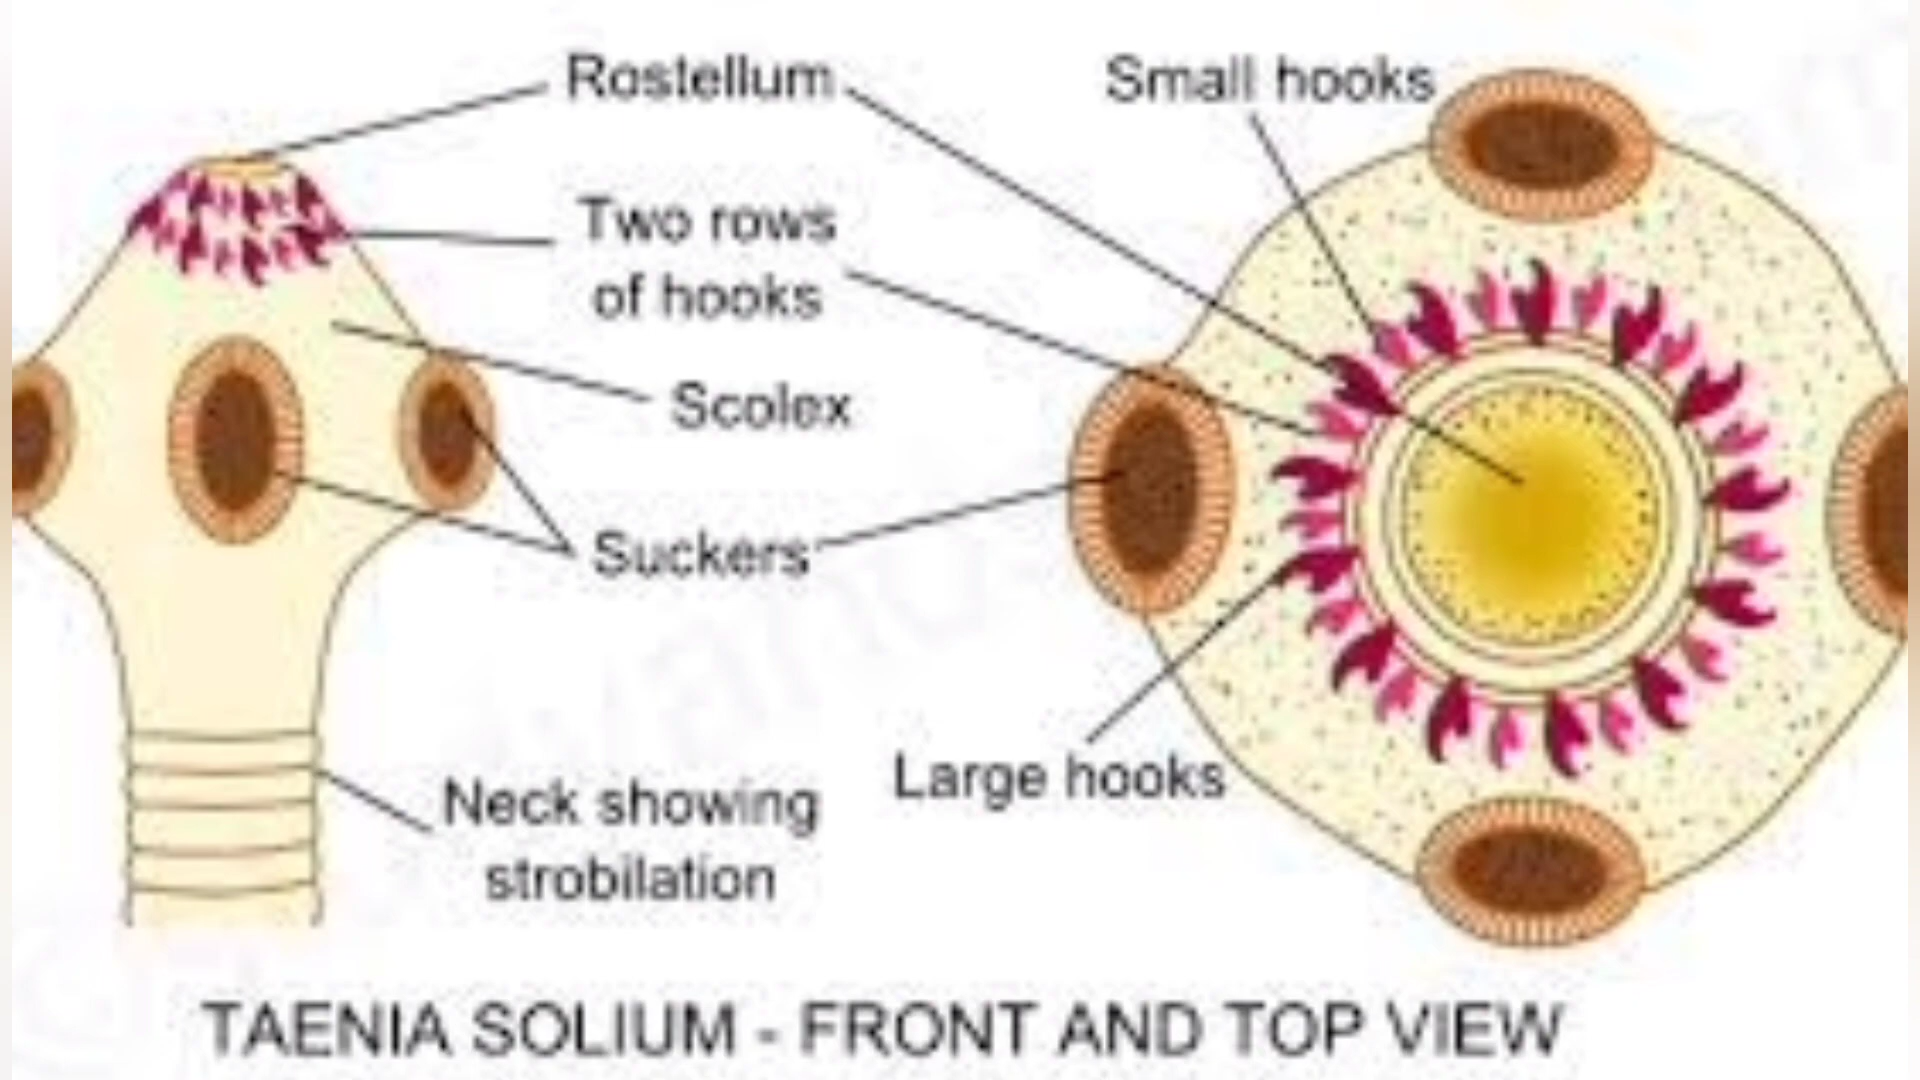 Rostellum
Small hooks
Two rows
of hooks
Scolex
Suckers
Large hooks
Neck showing
strobilation
TAENIA SOLIUM - FRONT AND TOP VIEW